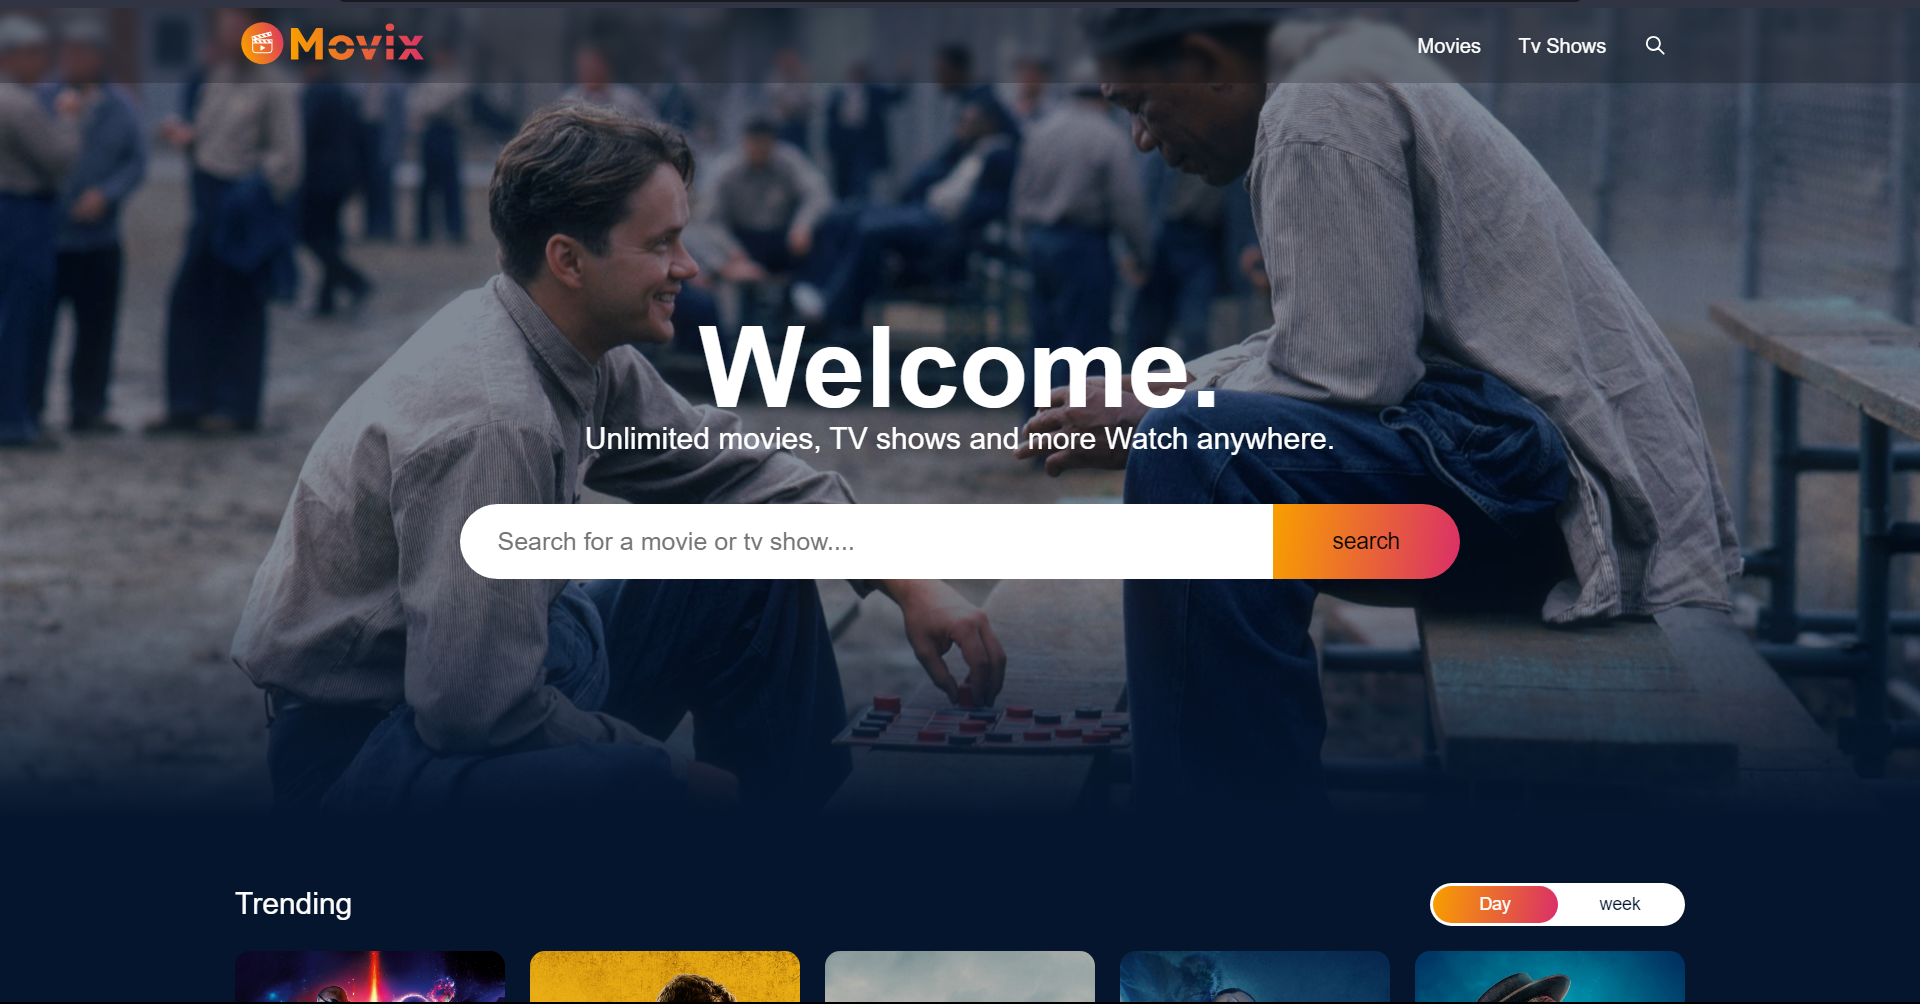 Movix
Movies
Tv Shows
Welcome.
Unlimited movies, TV shows and more Watch anywhere.
Search for a movie or tv show....
search
Trending
Day
week